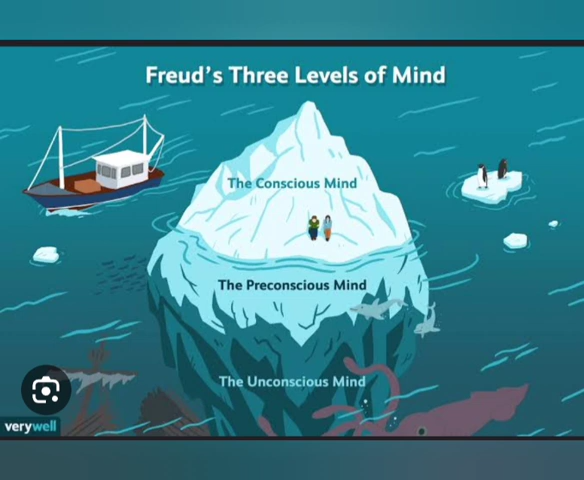 Freud's Three Levels of Mind
The Conscious Mind
The Preconscious Mind
The Unconscious Mind
verywell